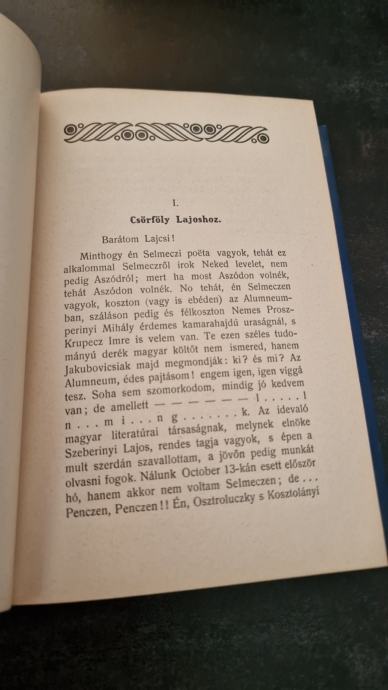 I.
Csörföly Lajoshoz.
Barátom Lajcsi!
Minthogy én Selmeczi poëta vagyok, tehát ez
alkalommal Selmeczről irok Neked levelet, nem
pedig Aszódról; mert ha most Aszódon volnék,
tehát Aszódon volnék. No tehát, én Selmeczen
vagyok, koszton (vagy is ebéden) az Alumneum-
ban, száláson pedig és félkoszton Nemes Prosz-
perinyi Mihály érdemes kamarahajdú uraságnál, s
Krupecz Imre is velem van. Te ezen széles tudo-
mányú derék magyar költőt nem ismered, hanem
Jakubovicsiak majd megmondják: ki? és mi? Az
Alumneum, édes pajtásom! engem igen, igen viggá
tesz. Soha sem szomorkodom, mindig jó kedvem
van; de amellett — — — — — — l . . . . . l
n . . . m i . . . n g . . . . . . . k. Az idevaló
magyar literatúrai társaságnak, melynek elnöke
Szeberinyi Lajos, rendes tagja vagyok, s épen a
mult szerdán szavallottam, a jövőn pedig munkát
olvasni fogok. Nálunk October 13-kán esett először
hó, hanem akkor nem voltam Selmeczen; de . . .
Penczen, Penczen!! Én, Osztroluczky s Kosztolányi